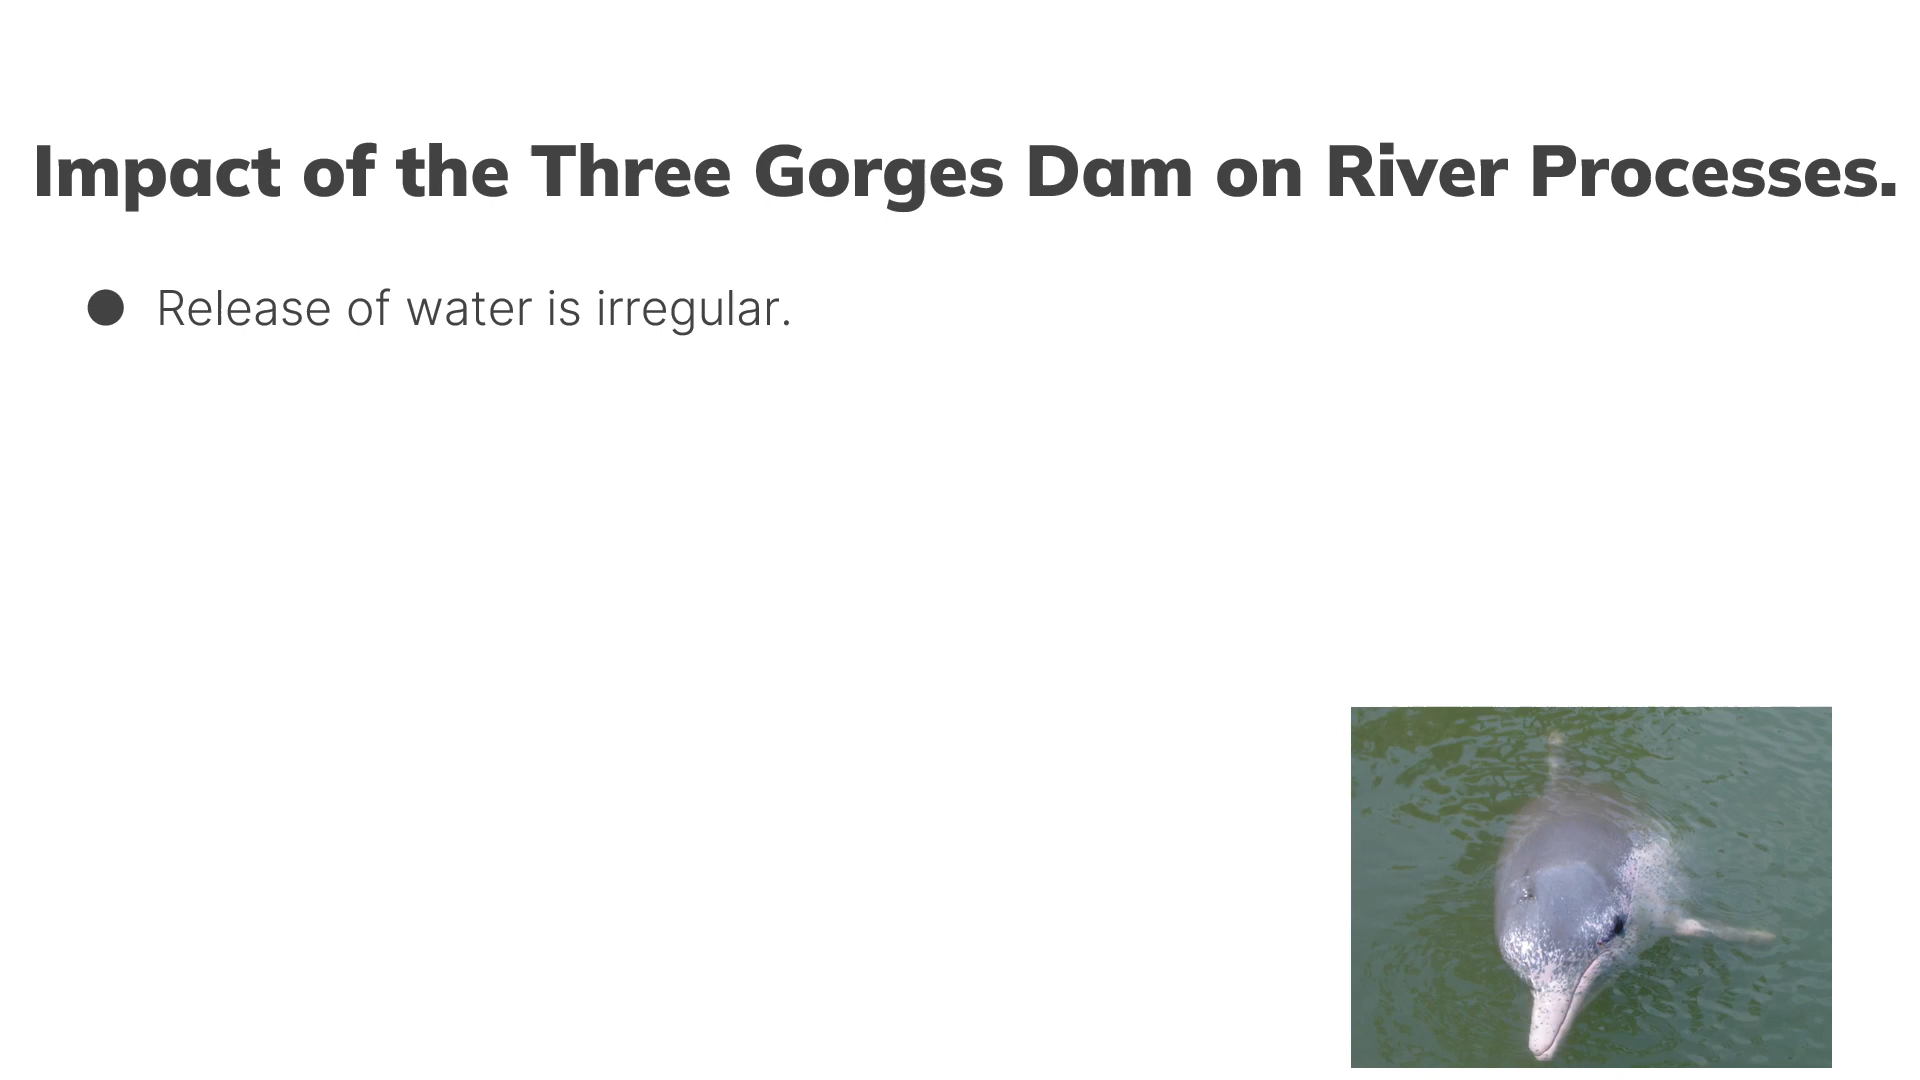 Impact of the Three Gorges Dam on River Processes.
● Release of water is irregular.